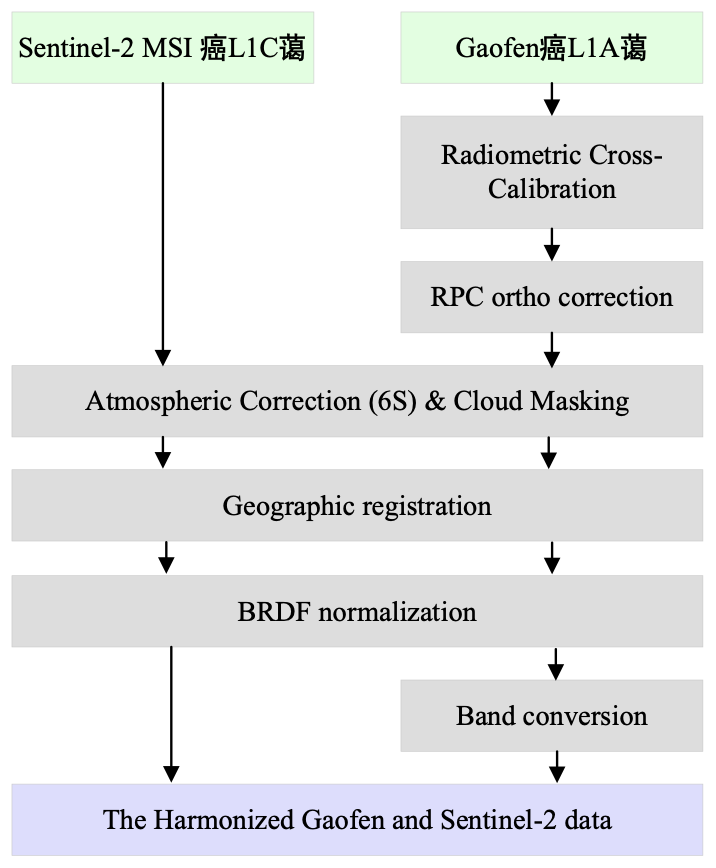 Sentinel-2 MSI 癌L1C蔼
Gaofen癌L1A蔼
Radiometric Cross-
Calibration
RPC ortho correction
Atmospheric Correction (6S) & Cloud Masking
Geographic registration
BRDF normalization
Band conversion
The Harmonized Gaofen and Sentinel-2 data